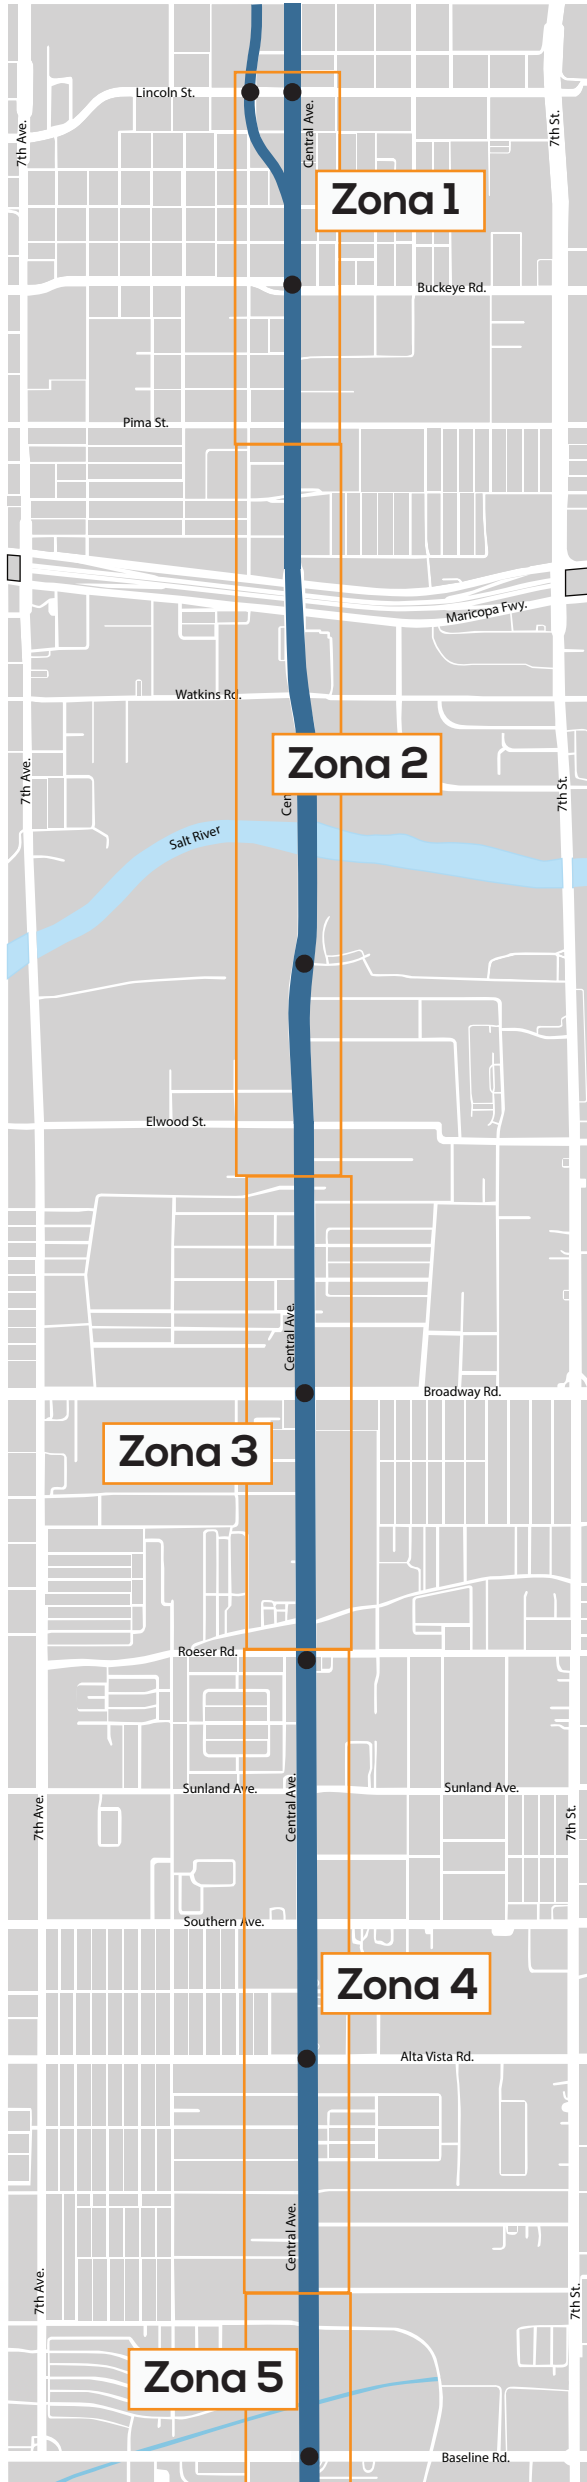 Lincoln St.
7th Ave.
Central Ave.
7th St.
Zona 1
Buckeye Rd.
Pima St.
Maricopa Fwy.
Watkins Rd.
7th Ave.
Zona 2
7th St.
Cen
Salt River
Elwood St.
Central Ave.
Broadway Rd.
Zona 3
Roeser Rd.
Sunland Ave.
Sunland Ave.
7th Ave.
Central Ave.
7th St.
Southern Ave.
Zona 4
Alta Vista Rd.
Central Ave.
7th Ave.
7th St.
Zona 5
Baseline Rd.